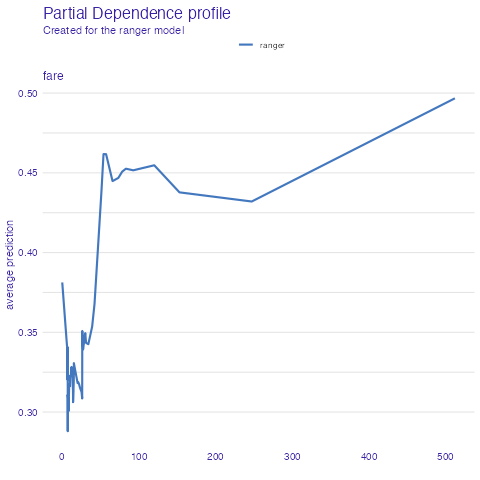 Partial Dependence profile
Created for the ranger model
ranger
fare
0.50
0.45
0.40
0.35
0.30
average prediction
0 100 200 300 400 500